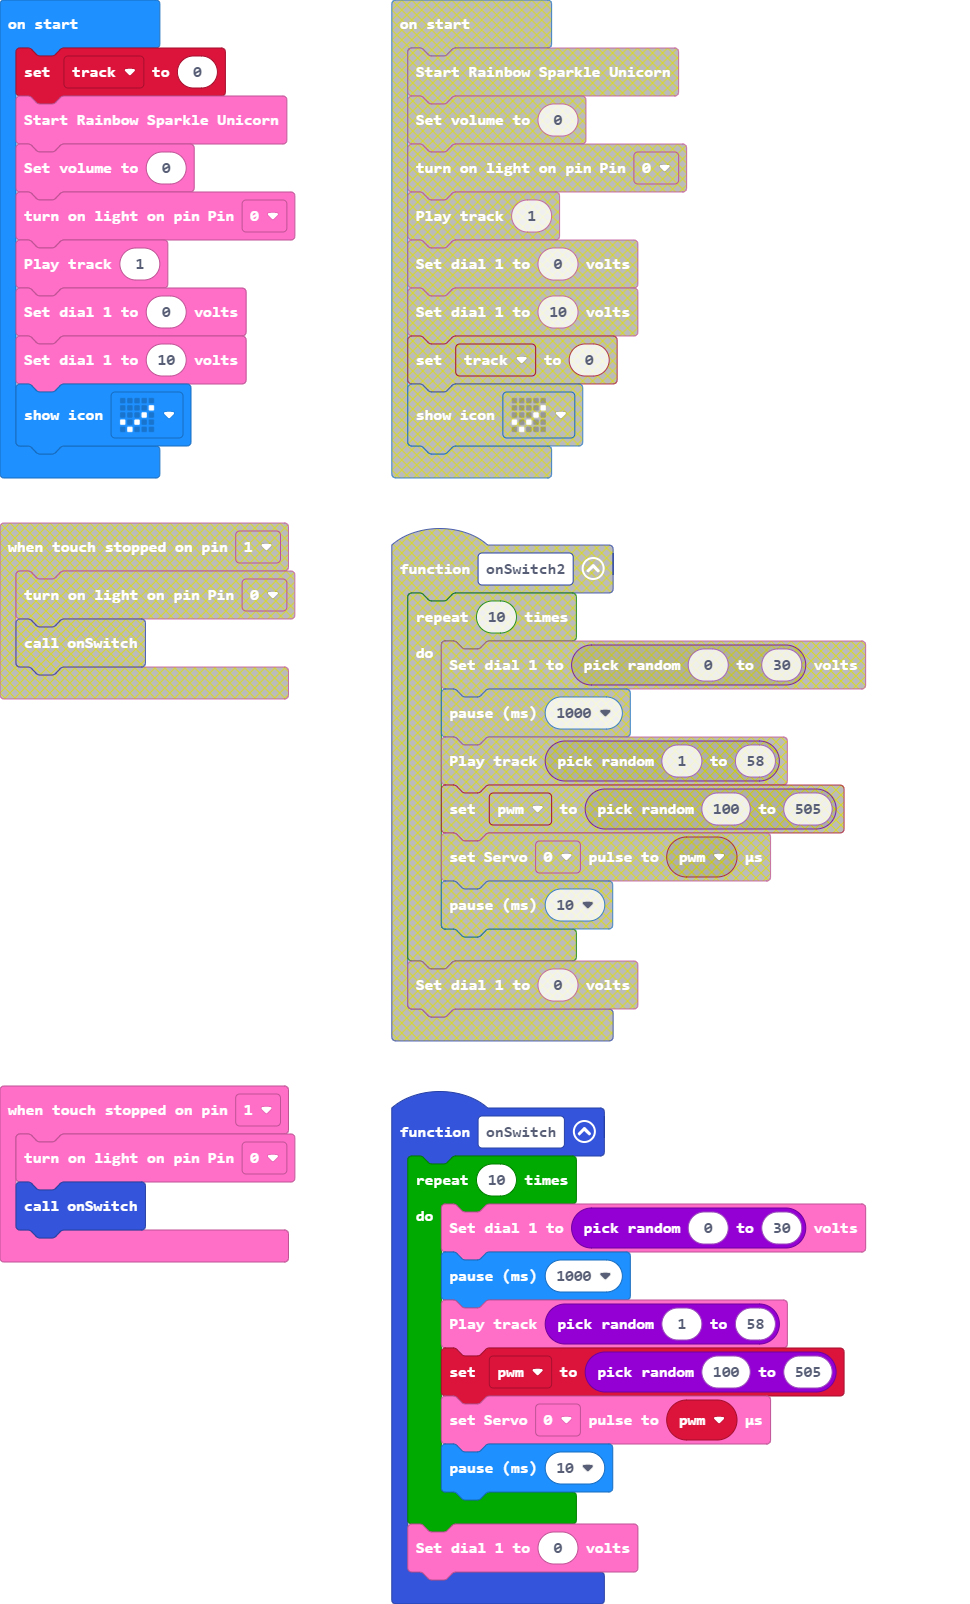 on start
set track to 0
Start Rainbow Sparkle Unicorn
Set volume to 0
turn on light on pin Pin 0
Play track 1
Set dial 1 to 0 volts
Set dial 1 to 10 volts
show icon
on start
Start Rainbow Sparkle Unicorn
Set volume to 0
turn on light on pin Pin 0
Play track 1
Set dial 1 to 0 volts
Set dial 1 to 10 volts
set track to 0
show icon
when touch stopped on pin 1
turn on light on pin Pin 0
call onSwitch
function onSwitch2
repeat 10 times
do
Set dial 1 to pick random 0 to 30 volts
pause (ms) 1000
Play track pick random 1 to 58
set pwm to pick random 100 to 505
set Servo 0 pulse to pwm µs
pause (ms) 10
Set dial 1 to 0 volts
when touch stopped on pin 1
turn on light on pin Pin 0
call onSwitch
function onSwitch
repeat 10 times
do
Set dial 1 to pick random 0 to 30 volts
pause (ms) 1000
Play track pick random 1 to 58
set pwm to pick random 100 to 505
set Servo 0 pulse to pwm µs
pause (ms) 10
Set dial 1 to 0 volts